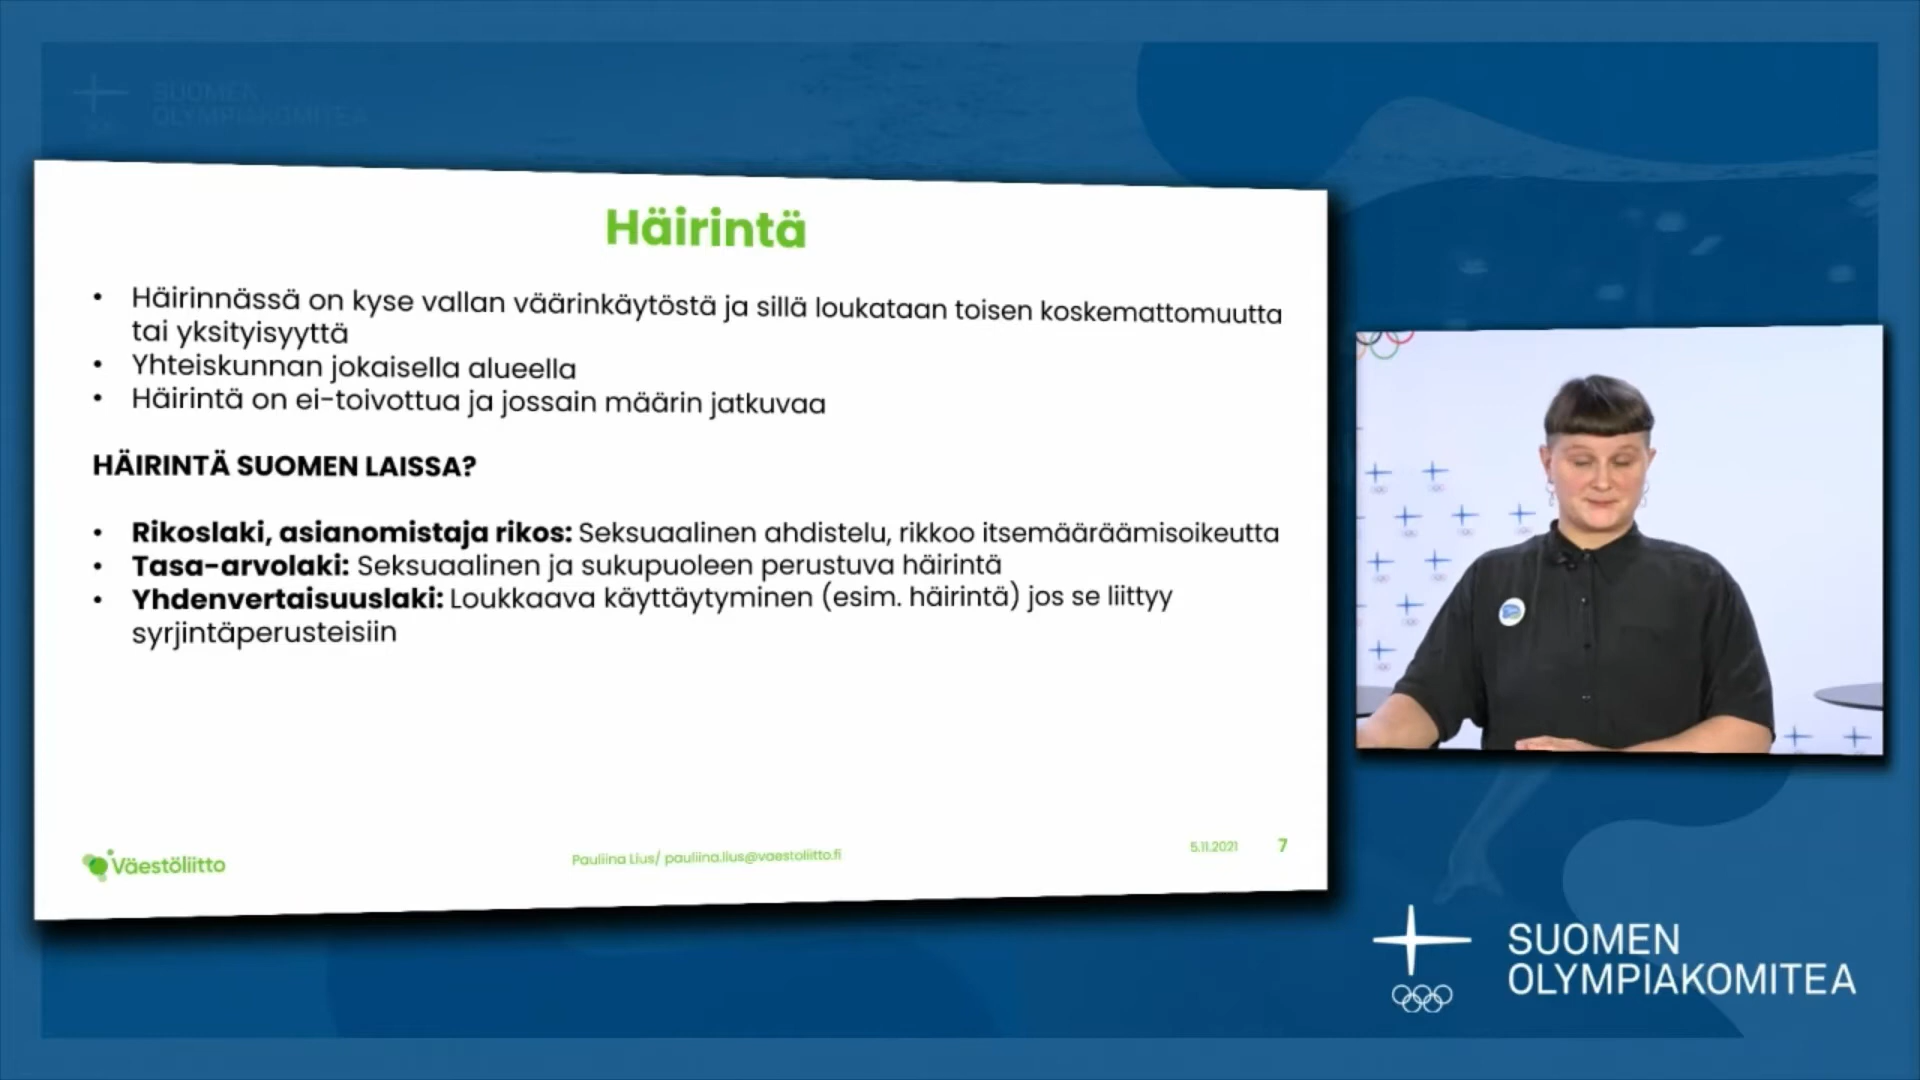 SUOMEN
OLYMPIAKOMITEA
Häirintä
• Häirinnässä on kyse vallan väärinkäytöstä ja sillä loukataan toisen koskemattomuutta
tai yksityisyyttä
• Yhteiskunnan jokaisella alueella
• Häirintä on ei-toivottua ja jossain määrin jatkuvaa
HÄIRINTÄ SUOMEN LAISSA?
• Rikoslaki, asianomistaja rikos: Seksuaalinen ahdistelu, rikkoo itsemääräämisoikeutta
• Tasa-arvolaki: Seksuaalinen ja sukupuoleen perustuva häirintä
• Yhdenvertaisuuslaki: Loukkaava käyttäytyminen (esim. häirintä) jos se liittyy
syrjintäperusteisiin
Väestöliitto
Pauliina Lius/ pauliina.lius@vaestoliitto.fi
5.11.2021
7
SUOMEN
OLYMPIAKOMITEA